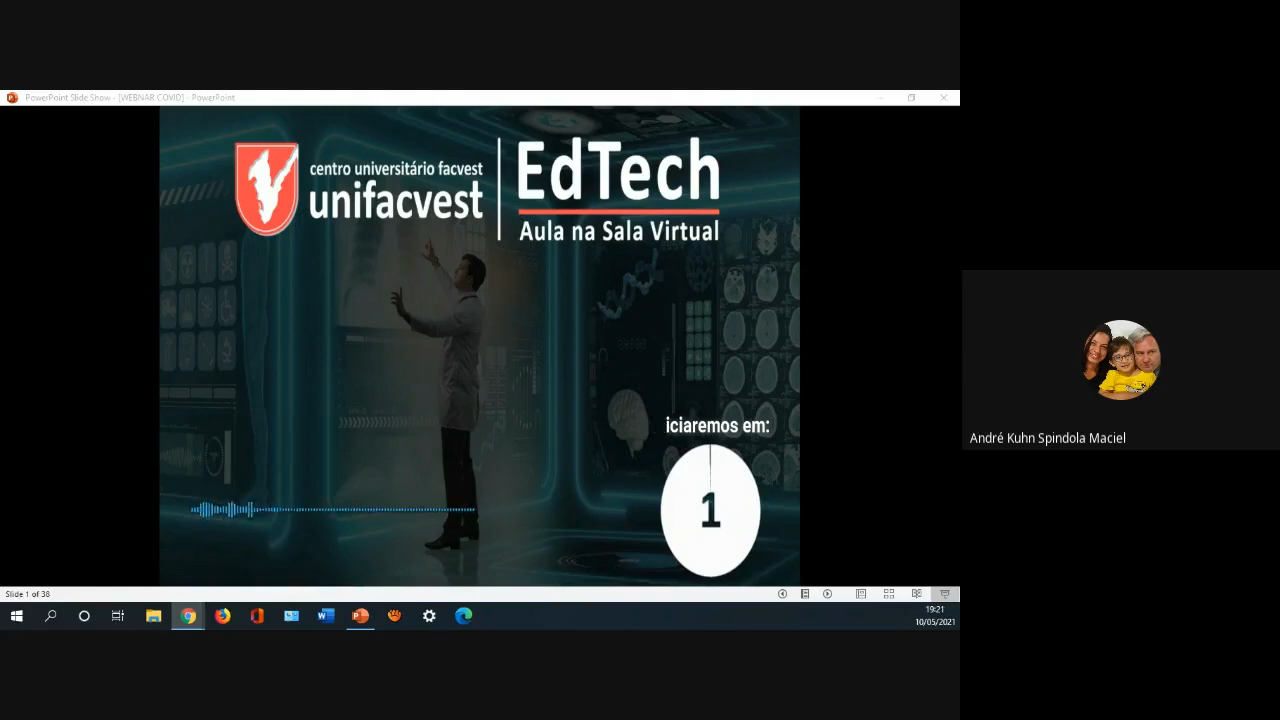 PowerPoint Slide Show - [WEBNAR.COVID] - PowerPoint
centro universitário facvest
unifacvest
EdTech
Aula na Sala Virtual
iciaremos em:
1
André Kuhn Spindola Maciel
Slide 1 of 38
19:21
10/05/2021